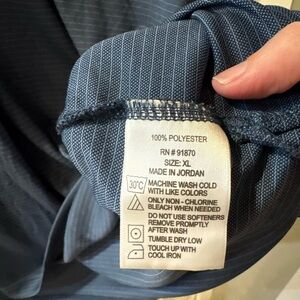 100% POLYESTER
RN # 91870
SIZE: XL
MADE IN JORDAN
30°C MACHINE WASH COLD
WITH LIKE COLORS
ONLY NON - CHLORINE
BLEACH WHEN NEEDED
DO NOT USE SOFTENERS
REMOVE PROMPTLY
AFTER WASH
TUMBLE DRY LOW
TOUCH UP WITH
COOL IRON